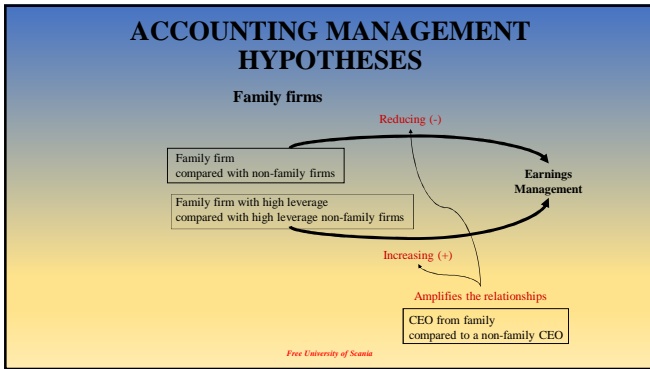 ACCOUNTING MANAGEMENT
HYPOTHESES
Family firms
Reducing (-)
Family firm
compared with non-family firms
Earnings
Management
Family firm with high leverage
compared with high leverage non-family firms
Increasing (+)
Amplifies the relationships
CEO from family
compared to a non-family CEO
Free University of Scania